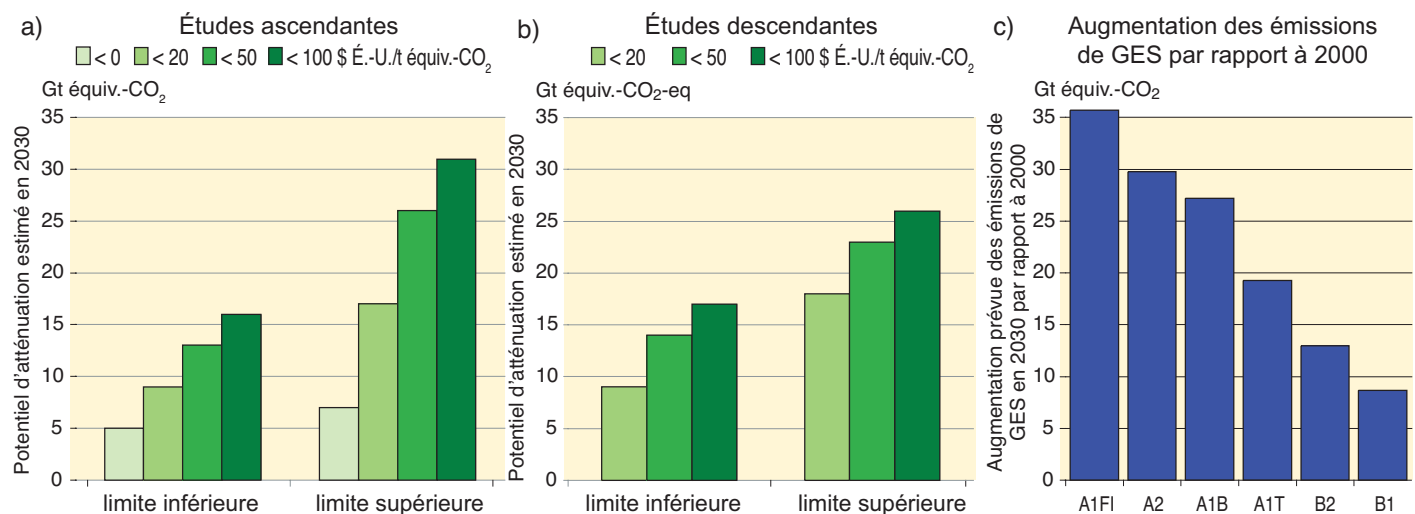 a)
Études ascendantes
< 0 < 20 < 50 < 100 $ É.-U./t équiv.-CO2
Gt équiv.-CO2
Potentiel d'atténuation estimé en 2030
35
30
25
20
15
10
5
0
limite inférieure limite supérieure
b)
Études descendantes
< 20 < 50 < 100 $ É.-U./t équiv.-CO2
Gt équiv.-CO2-eq
Potentiel d'atténuation estimé en 2030
35
30
25
20
15
10
5
0
limite inférieure limite supérieure
c)
Augmentation des émissions
de GES par rapport à 2000
Gt équiv.-CO2
Augmentation prévue des émissions de
GES en 2030 par rapport à 2000
35
30
25
20
15
10
5
0
A1FI A2 A1B A1T B2 B1